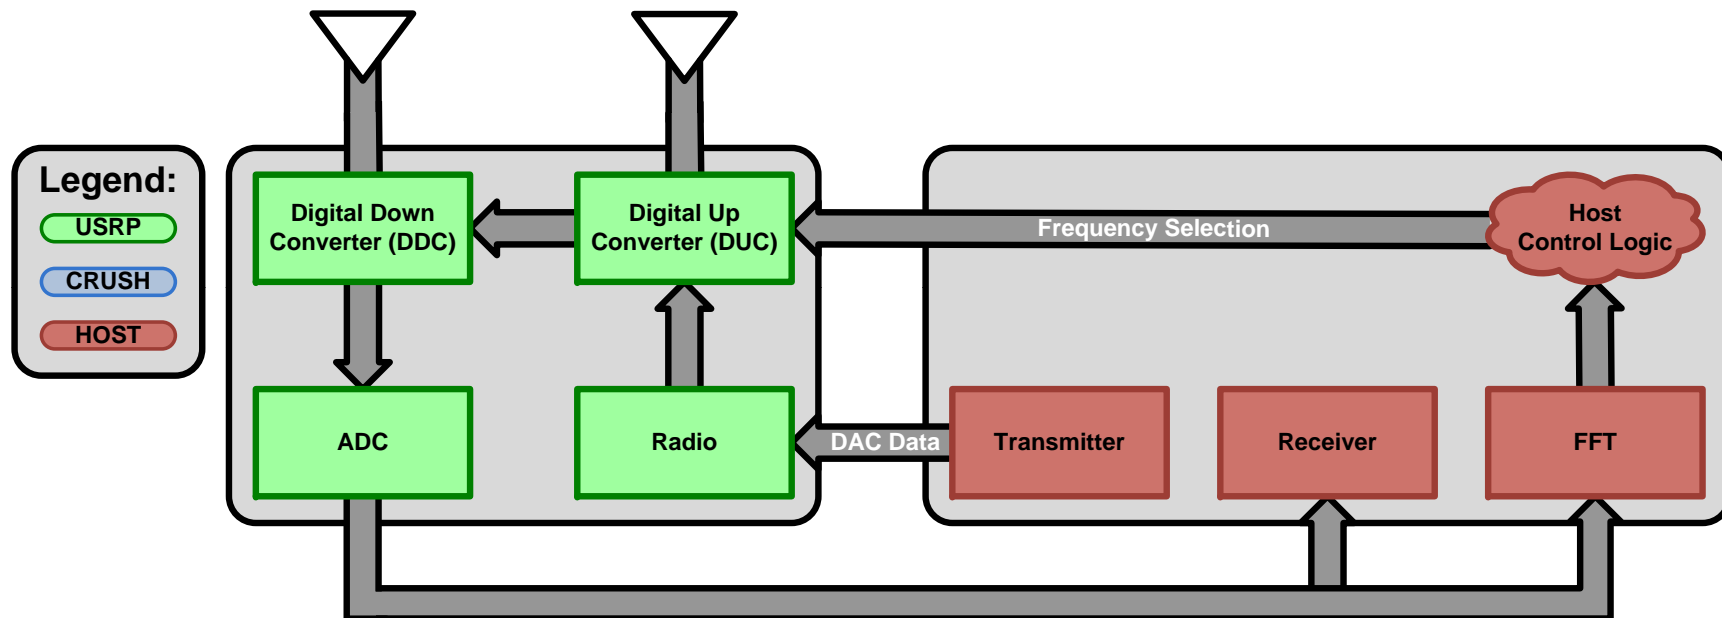 Legend:
USRP
CRUSH
HOST
Digital Down
Converter (DDC)
Digital Up
Converter (DUC)
Frequency Selection
Host
Control Logic
ADC
Radio
DAC Data
Transmitter
Receiver
FFT